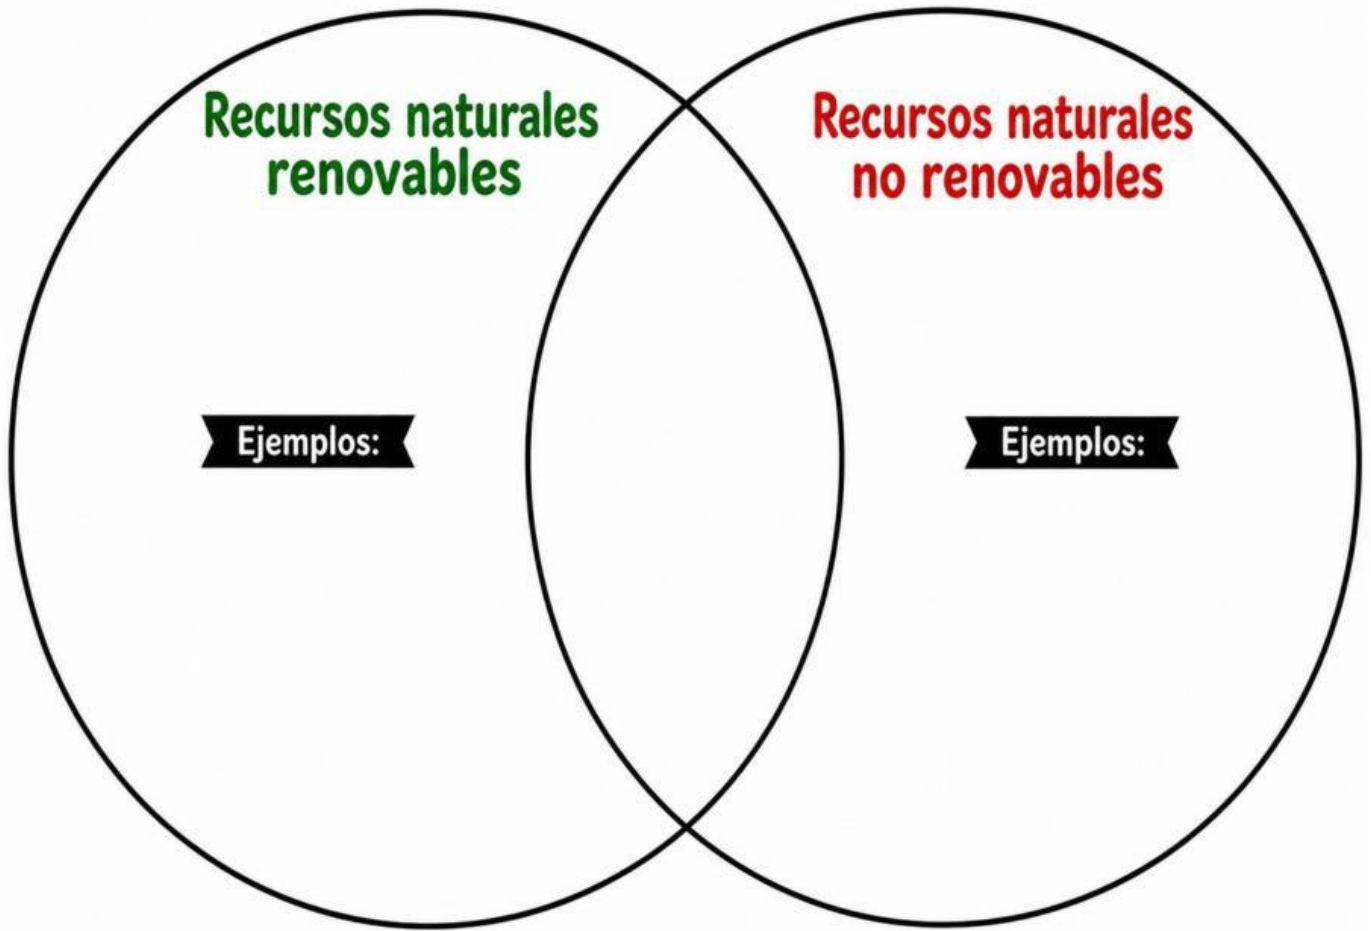 Recursos naturales
renovables
Ejemplos:
Recursos naturales
no renovables
Ejemplos: